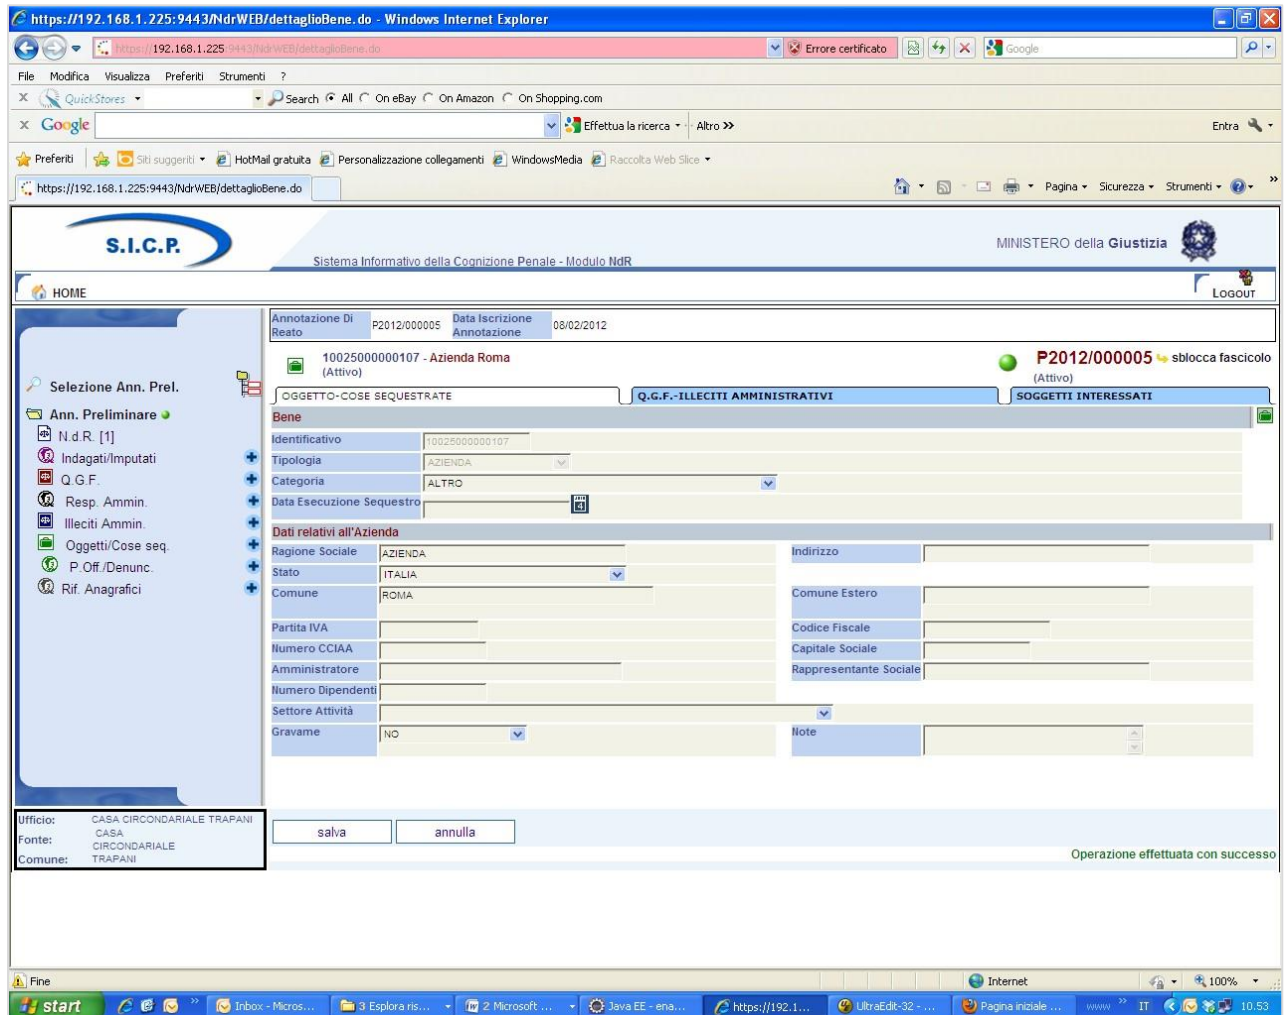 https://192.168.1.225:9443/NdrWEB/dettaglioBene.do - Windows Internet Explorer
https://192.168.1.225:9443/NdrWEB/dettaglioBene.do Errore certificato Google
File Modifica Visualizza Preferiti Strumenti ?
X QuickStores Search All On eBay On Amazon On Shopping.com
x Google Effettua la ricerca Altro >> Entra
Preferiti Siti suggeriti HotMail gratuita Personalizzazione collegamenti WindowsMedia Raccolta Web Slice
https://192.168.1.225:9443/NdrWEB/dettaglioBene.do Pagina Sicurezza Strumenti »
S.I.C.P.
Sistema Informativo della Cognizione Penale - Modulo NdR
MINISTERO della Giustizia
HOME
LOGOUT
Annotazione Di Reato P2012/000005 Data Iscrizione Annotazione 08/02/2012
10025000000107 - Azienda Roma
(Attivo)
P2012/000005 sblocca fascicolo
(Attivo)
Selezione Ann. Prel.
Ann. Preliminare
N.d.R. [1]
Indagati/Imputati
Q.G.F.
Resp. Ammin.
Illeciti Ammin.
Oggetti/Cose seq.
P.Off./Denunc.
Rif. Anagrafici
OGGETTO-COSE SEQUESTRATE Q.G.F.-ILLECITI AMMINISTRATIVI SOGGETTI INTERESSATI
Bene
Identificativo 10025000000107
Tipologia AZIENDA
Categoria ALTRO
Data Esecuzione Sequestro
Dati relativi all'Azienda
Ragione Sociale AZIENDA Indirizzo
Stato ITALIA
Comune ROMA Comune Estero
Partita IVA Codice Fiscale
Numero CCIAA Capitale Sociale
Amministratore Rappresentante Sociale
Numero Dipendenti
Settore Attività
Gravame NO Note
Ufficio: CASA CIRCONDARIALE TRAPANI
Fonte: CASA CIRCONDARIALE
Comune: TRAPANI
salva annulla
Operazione effettuata con successo
Fine Internet 100%
start » Inbox - Micros... 3 Esplora ris... 2 Microsoft ... Java EE - ena... https://192.1... UltraEdit-32 - ... Pagina iniziale ... www » IT 10.53